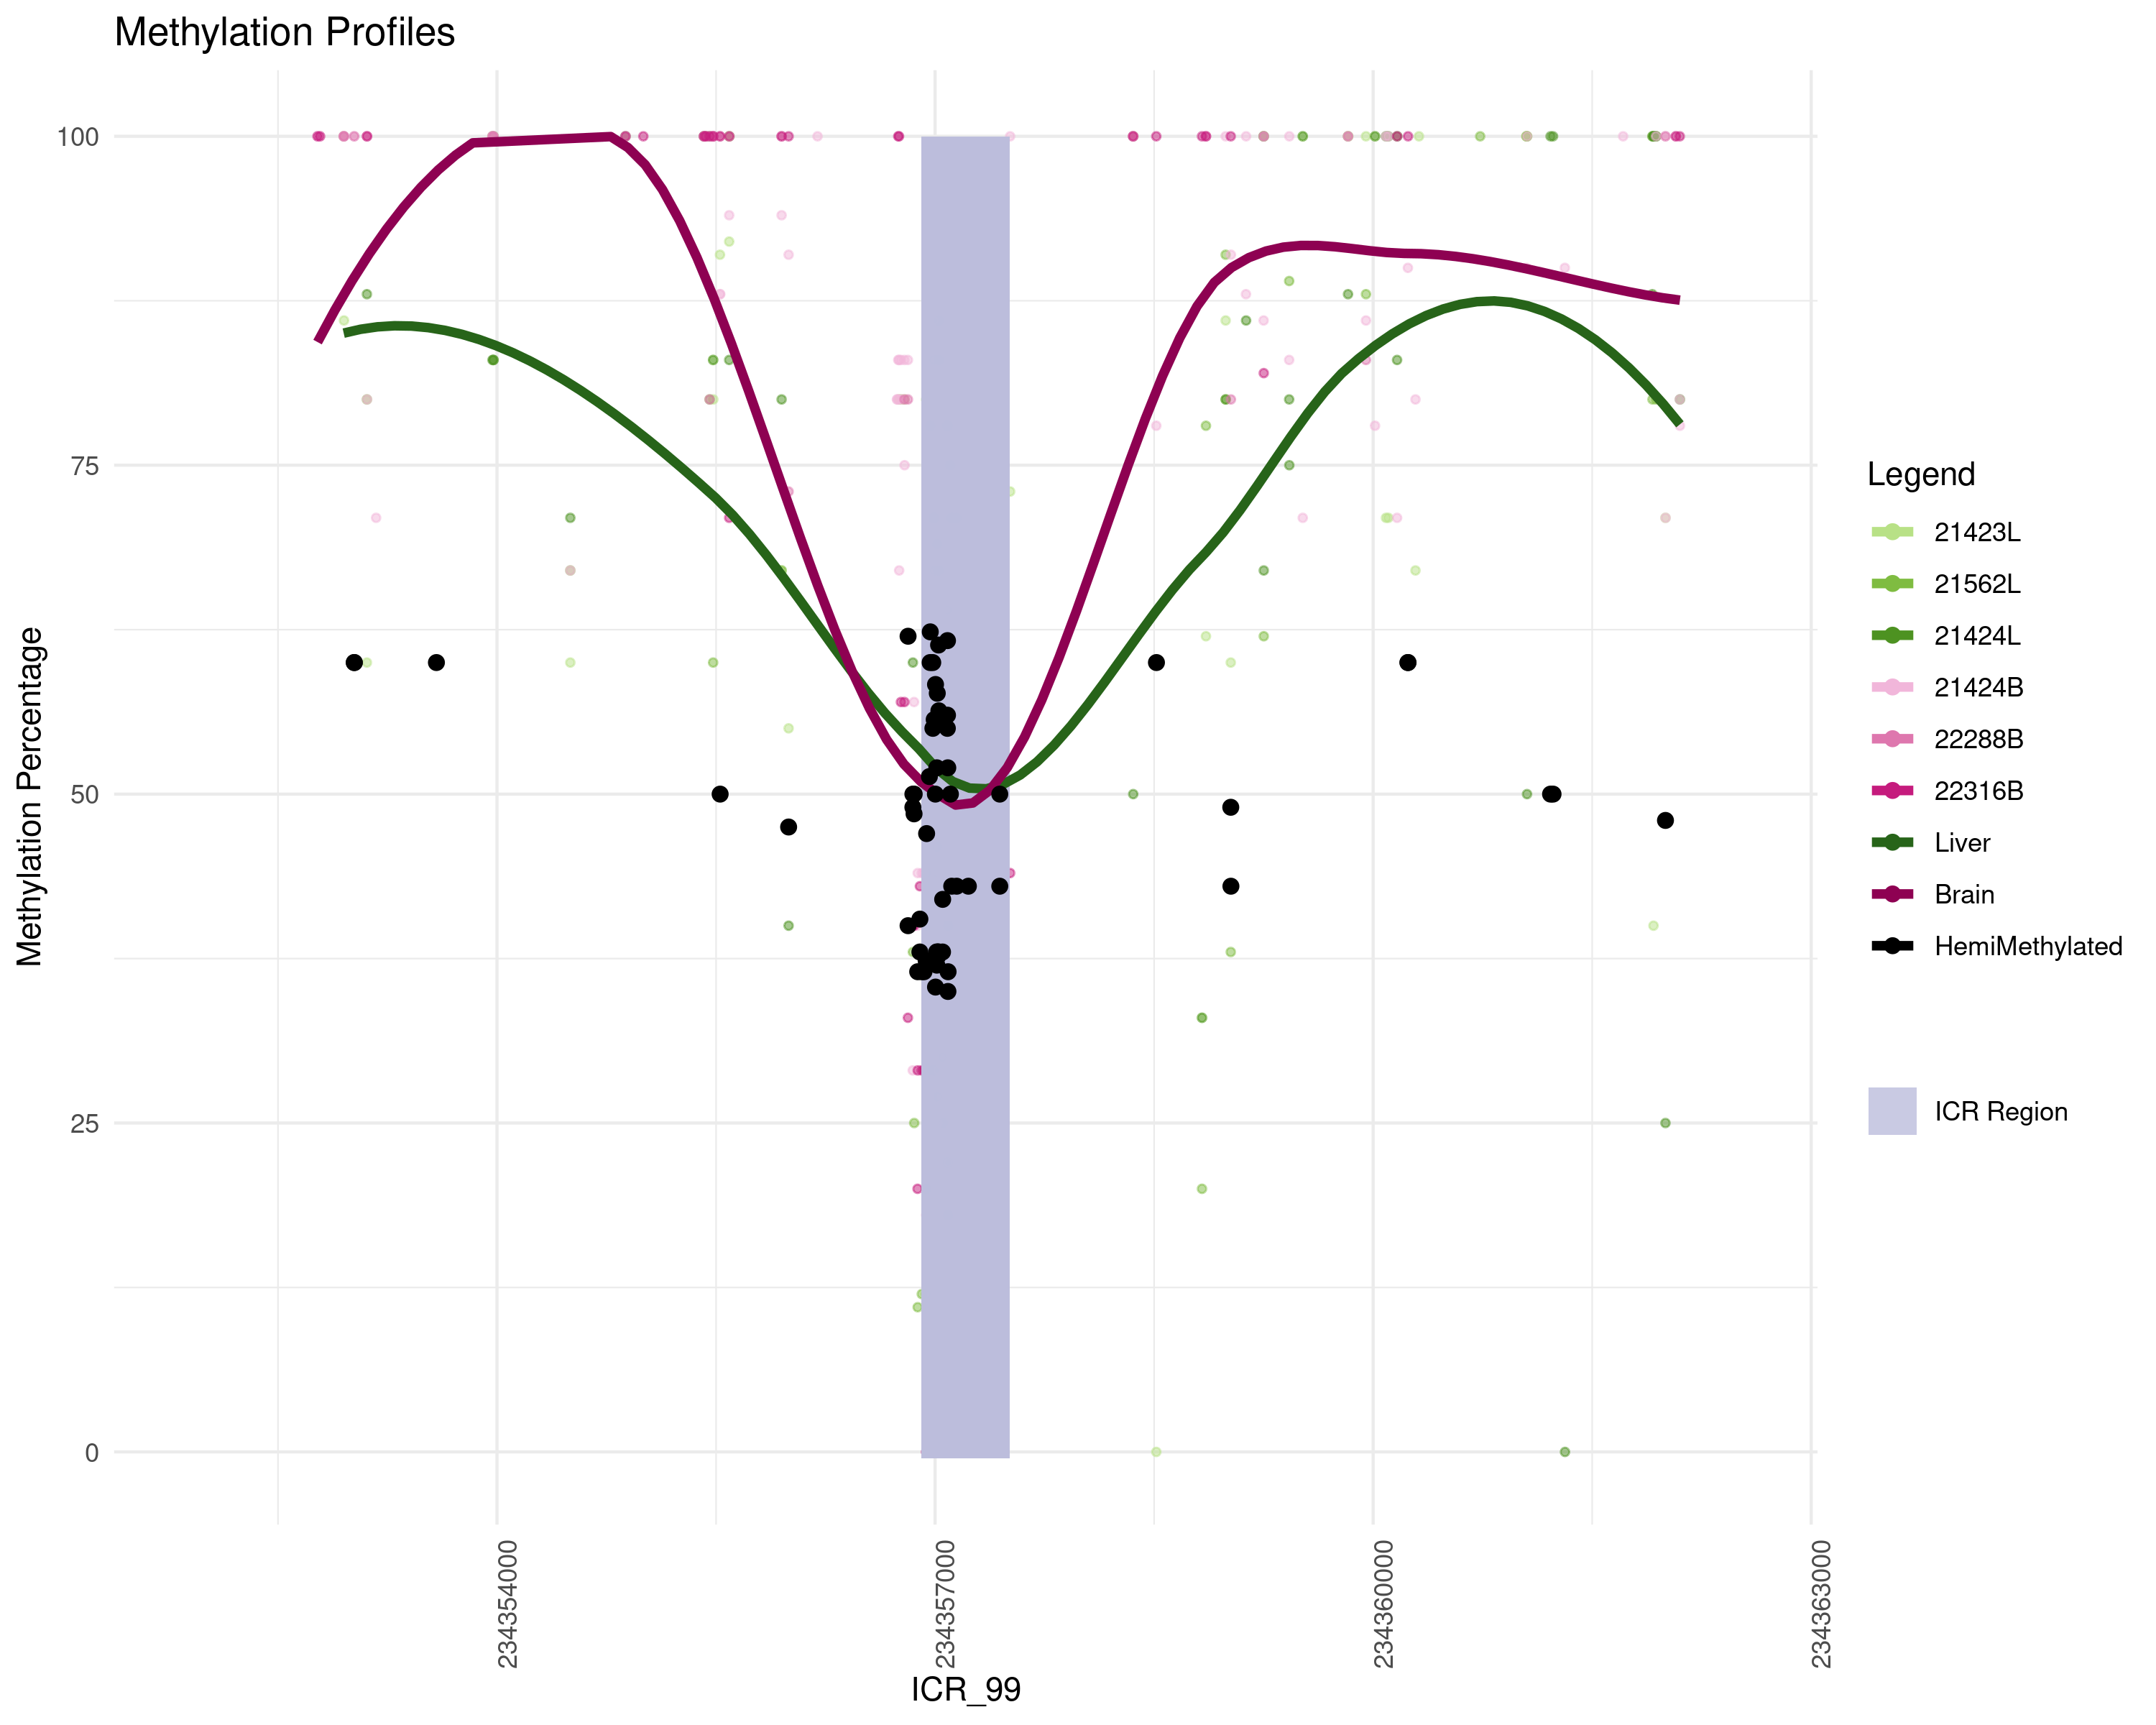 Methylation Profiles
Methylation Percentage
100
75
50
25
0
234354000
234357000
234360000
234363000
ICR_99
Legend
21423L
21562L
21424L
21424B
22288B
22316B
Liver
Brain
HemiMethylated
ICR Region